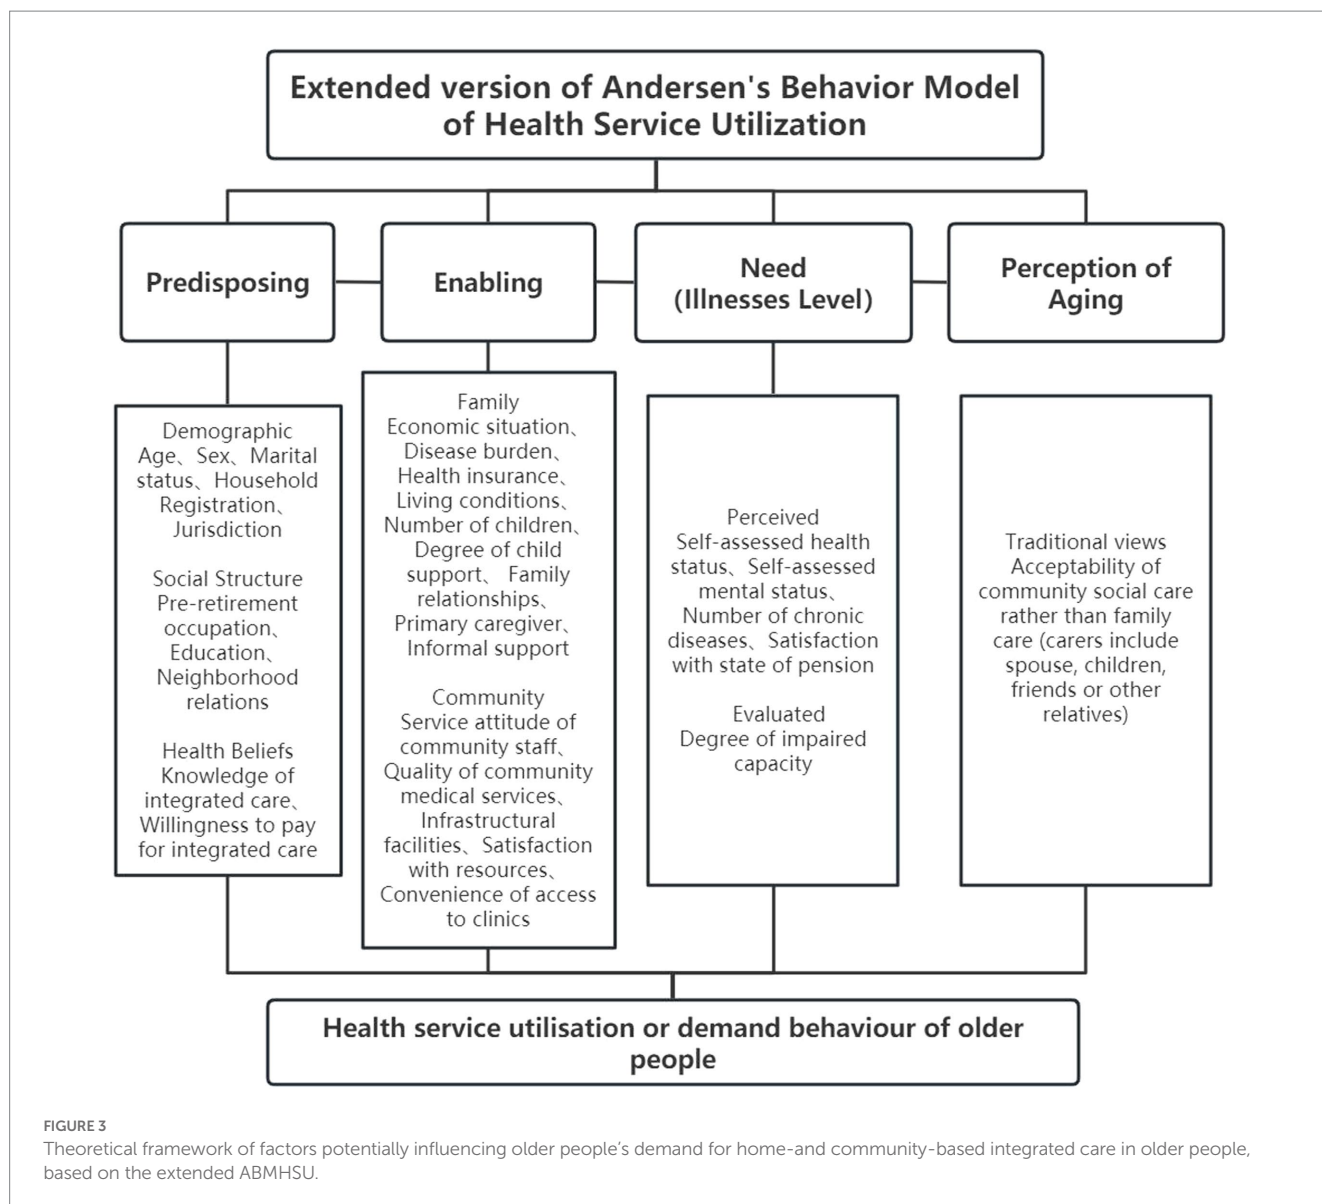 Extended version of Andersen's Behavior Model
of Health Service Utilization
Predisposing
Enabling
Need
(Illnesses Level)
Perception of
Aging
Demographic
Age、Sex、Marital
status、Household
Registration、
Jurisdiction
Social Structure
Pre-retirement
occupation、
Education、
Neighborhood
relations
Health Beliefs
Knowledge of
integrated care、
Willingness to pay
for integrated care
Family
Economic situation、
Disease burden、
Health insurance、
Living conditions、
Number of children、
Degree of child
support、 Family
relationships、
Primary caregiver、
Informal support
Community
Service attitude of
community staff、
Quality of community
medical services、
Infrastructural
facilities、Satisfaction
with resources、
Convenience of access
to clinics
Perceived
Self-assessed health
status、Self-assessed
mental status、
Number of chronic
diseases、Satisfaction
with state of pension
Evaluated
Degree of impaired
capacity
Traditional views
Acceptability of
community social care
rather than family
care (carers include
spouse, children,
friends or other
relatives)
Health service utilisation or demand behaviour of older
people
FIGURE 3
Theoretical framework of factors potentially influencing older people's demand for home-and community-based integrated care in older people,
based on the extended ABMHSU.